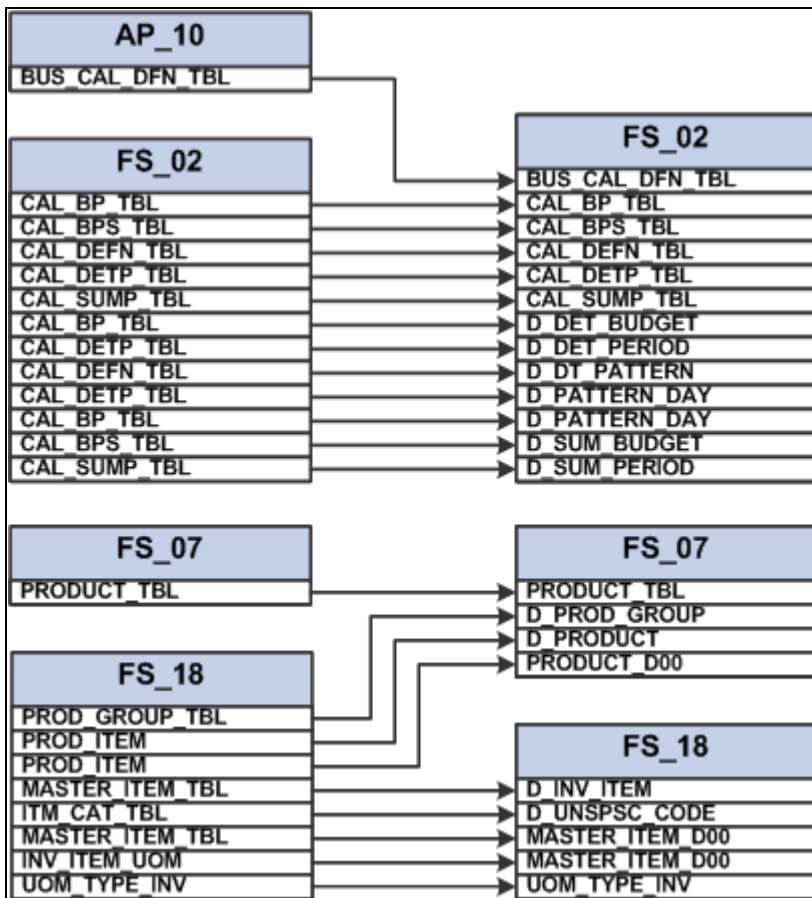 AP_10
BUS_CAL_DFN_TBL
FS_02
CAL_BP_TBL
CAL_BPS_TBL
CAL_DEFN_TBL
CAL_DETP_TBL
CAL_SUMP_TBL
CAL_BP_TBL
CAL_DETP_TBL
CAL_DEFN_TBL
CAL_DETP_TBL
CAL_BP_TBL
CAL_BPS_TBL
CAL_SUMP_TBL
FS_02
BUS_CAL_DFN_TBL
CAL_BP_TBL
CAL_BPS_TBL
CAL_DEFN_TBL
CAL_DETP_TBL
CAL_SUMP_TBL
D_DET_BUDGET
D_DET_PERIOD
D_DT_PATTERN
D_PATTERN_DAY
D_PATTERN_DAY
D_SUM_BUDGET
D_SUM_PERIOD
FS_07
PRODUCT_TBL
FS_18
PROD_GROUP_TBL
PROD_ITEM
PROD_ITEM
MASTER_ITEM_TBL
ITM_CAT_TBL
MASTER_ITEM_TBL
INV_ITEM_UOM
UOM_TYPE_INV
FS_07
PRODUCT_TBL
D_PROD_GROUP
D_PRODUCT
PRODUCT_D00
FS_18
D_INV_ITEM
D_UNSPSC_CODE
MASTER_ITEM_D00
MASTER_ITEM_D00
UOM_TYPE_INV